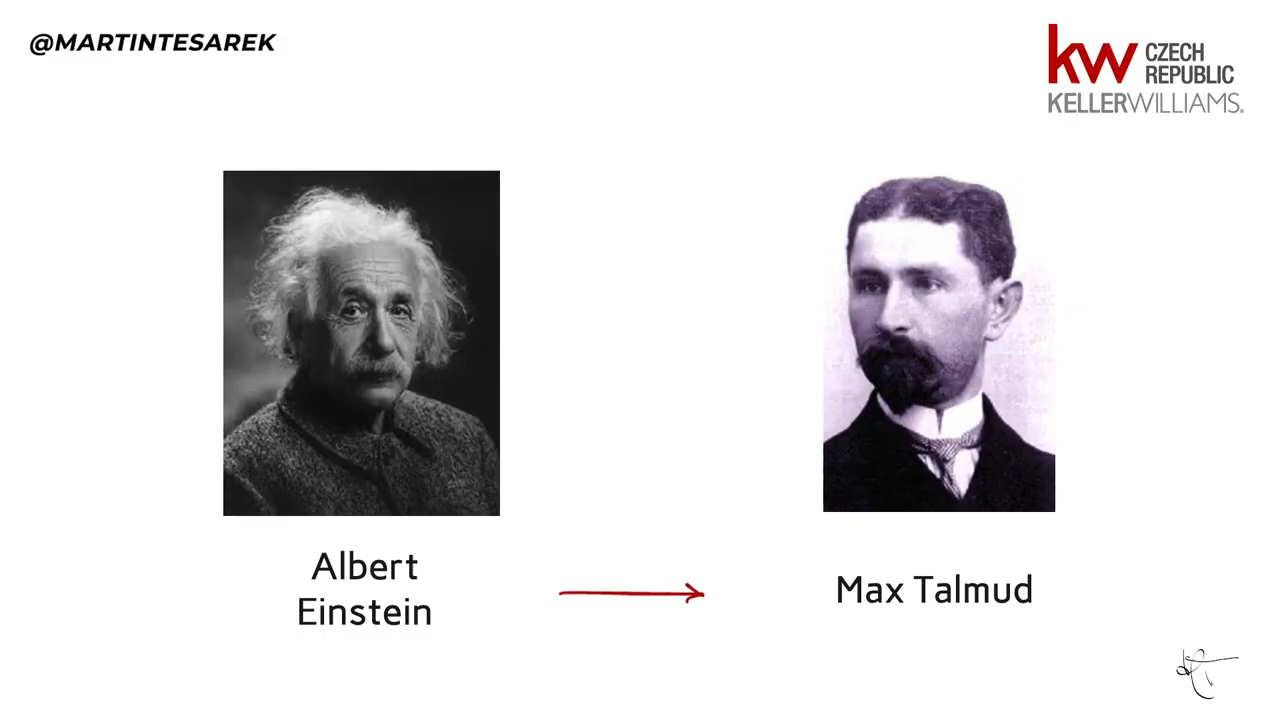 @MARTINTESAREK
kw CZECH
REPUBLIC
KELLERWILLIAMS.
Albert
Einstein
Max Talmud